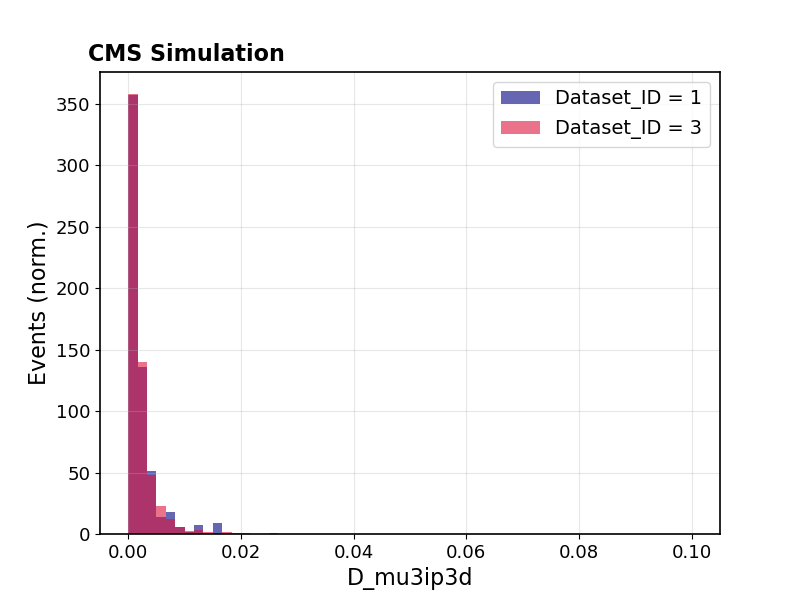 CMS Simulation
Dataset_ID = 1
Dataset_ID = 3
Events (norm.)
350
300
250
200
150
100
50
0
0.00 0.02 0.04 0.06 0.08 0.10
D_mu3ip3d